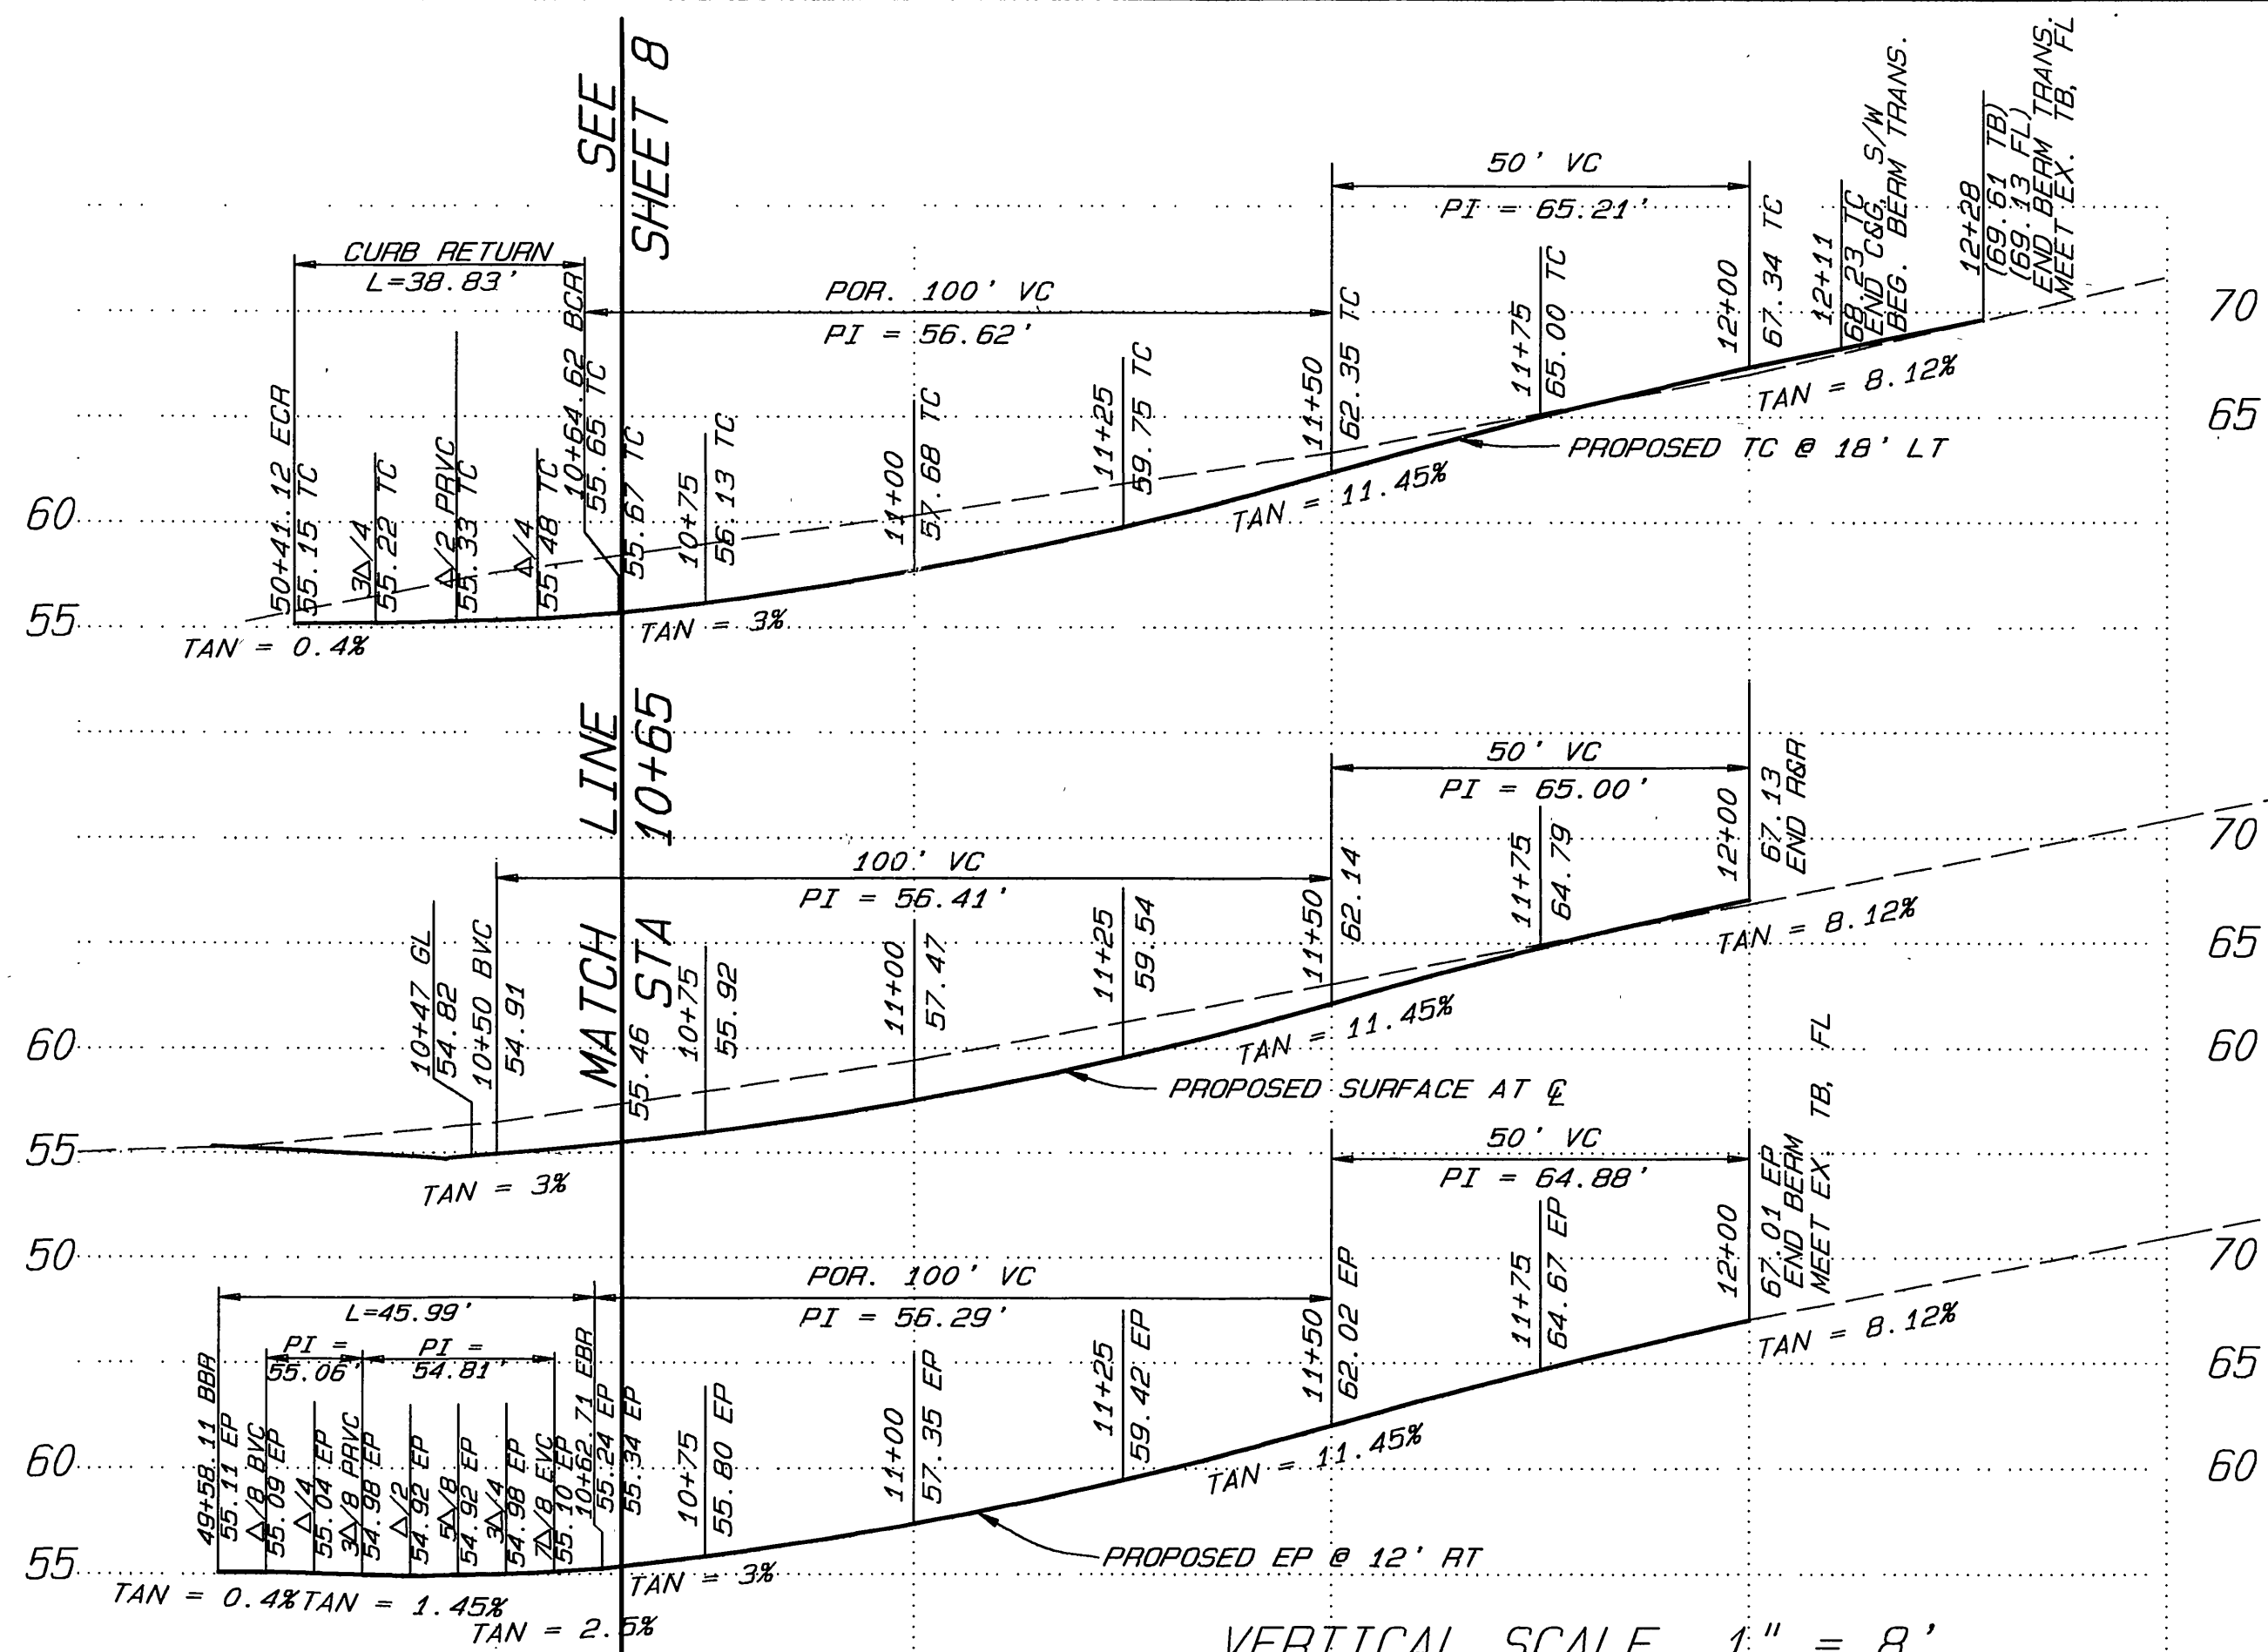 SEE
SHEET 8
50' VC
PI = 65.21'
CURB RETURN
L=38.83'
POR. 100' VC
PI = 56.62'
50+41.12 ECR
55.15 TC
3△/4
55.22 TC
△/2 PRVC
55.33 TC
△/4
55.48 TC
10+64.62 BCR
55.65 TC
55.67 TC
10+75
56.13 TC
11+00
57.68 TC
11+25
59.75 TC
11+50
62.35 TC
11+75
65.00 TC
12+00
67.34 TC
12+11
68.23 TC
END C&G, S/W
BEG. BERM TRANS.
12+28
(69.61 TB)
(69.13 FL)
END BERM TRANS.
MEET EX. TB, FL
70
65
60
55
TAN = 0.4%
TAN = 3%
TAN = 11.45%
TAN = 8.12%
PROPOSED TC @ 18' LT
MATCH LINE
STA 10+65
50' VC
PI = 65.00'
100' VC
PI = 56.41'
10+47 GL
54.82
10+50 BVC
54.91
55.46
10+75
55.92
11+00
57.47
11+25
59.54
11+50
62.14
11+75
64.79
12+00
67.13
END R&R
70
65
60
60
55
50
TAN = 3%
TAN = 11.45%
TAN = 8.12%
PROPOSED SURFACE AT ℄
50' VC
PI = 64.88'
POR. 100' VC
PI = 56.29'
L=45.99'
PI =
55.06'
PI =
54.81'
49+58.11 BBR
55.11 EP
△/8 BVC
55.09 EP
△/4
55.04 EP
3△/8 PRVC
54.98 EP
△/2
54.92 EP
5△/8
54.92 EP
3△/4
54.98 EP
7△/8 EVC
55.10 EP
10+62.71 EBR
55.24 EP
55.34 EP
10+75
55.80 EP
11+00
57.35 EP
11+25
59.42 EP
11+50
62.02 EP
11+75
64.67 EP
12+00
67.01 EP
END BERM
MEET EX. TB, FL
70
65
60
60
55
TAN = 0.4%
TAN = 1.45%
TAN = 2.5%
TAN = 3%
TAN = 11.45%
TAN = 8.12%
PROPOSED EP @ 12' RT
VERTICAL SCALE 1" = 8'